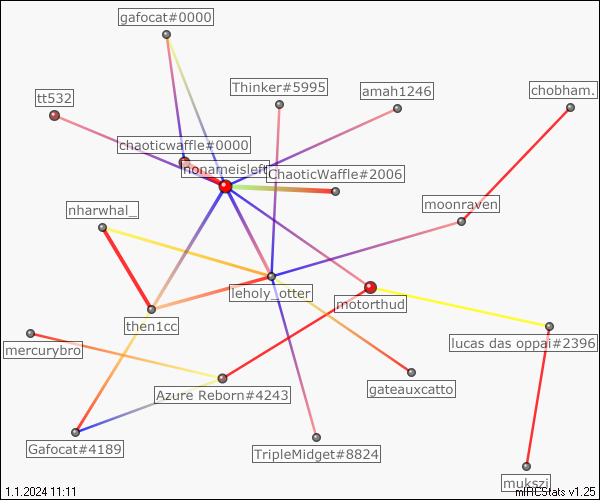 gafocat#0000
Thinker#5995
amah1246
chobham.
tt532
chaoticwaffle#0000
nonameisleft
ChaoticWaffle#2006
nharwhal_
moonraven
leholy_otter
motorthud
then1cc
lucas das oppai#2396
mercurybro
Azure Reborn#4243
gateauxcatto
Gafocat#4189
TripleMidget#8824
mukszi
1.1.2024 11:11
mIRCStats v1.25